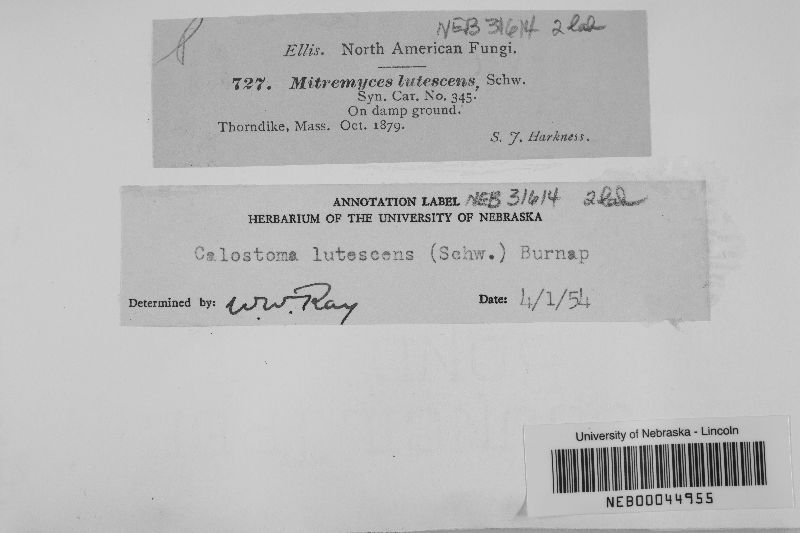 NEB 31614 2
Ellis. North American Fungi.
727. Mitremyces lutescens, Schw.
Syn. Car. No. 345.
On damp ground.
Thorndike, Mass. Oct. 1879.
S. J. Harkness.
ANNOTATION LABEL NEB 31614 2
HERBARIUM OF THE UNIVERSITY OF NEBRASKA
Calostoma lutescens (Schw.) Burnap
Determined by: W.W. Ray Date: 4/1/54
University of Nebraska - Lincoln
NEB00044955